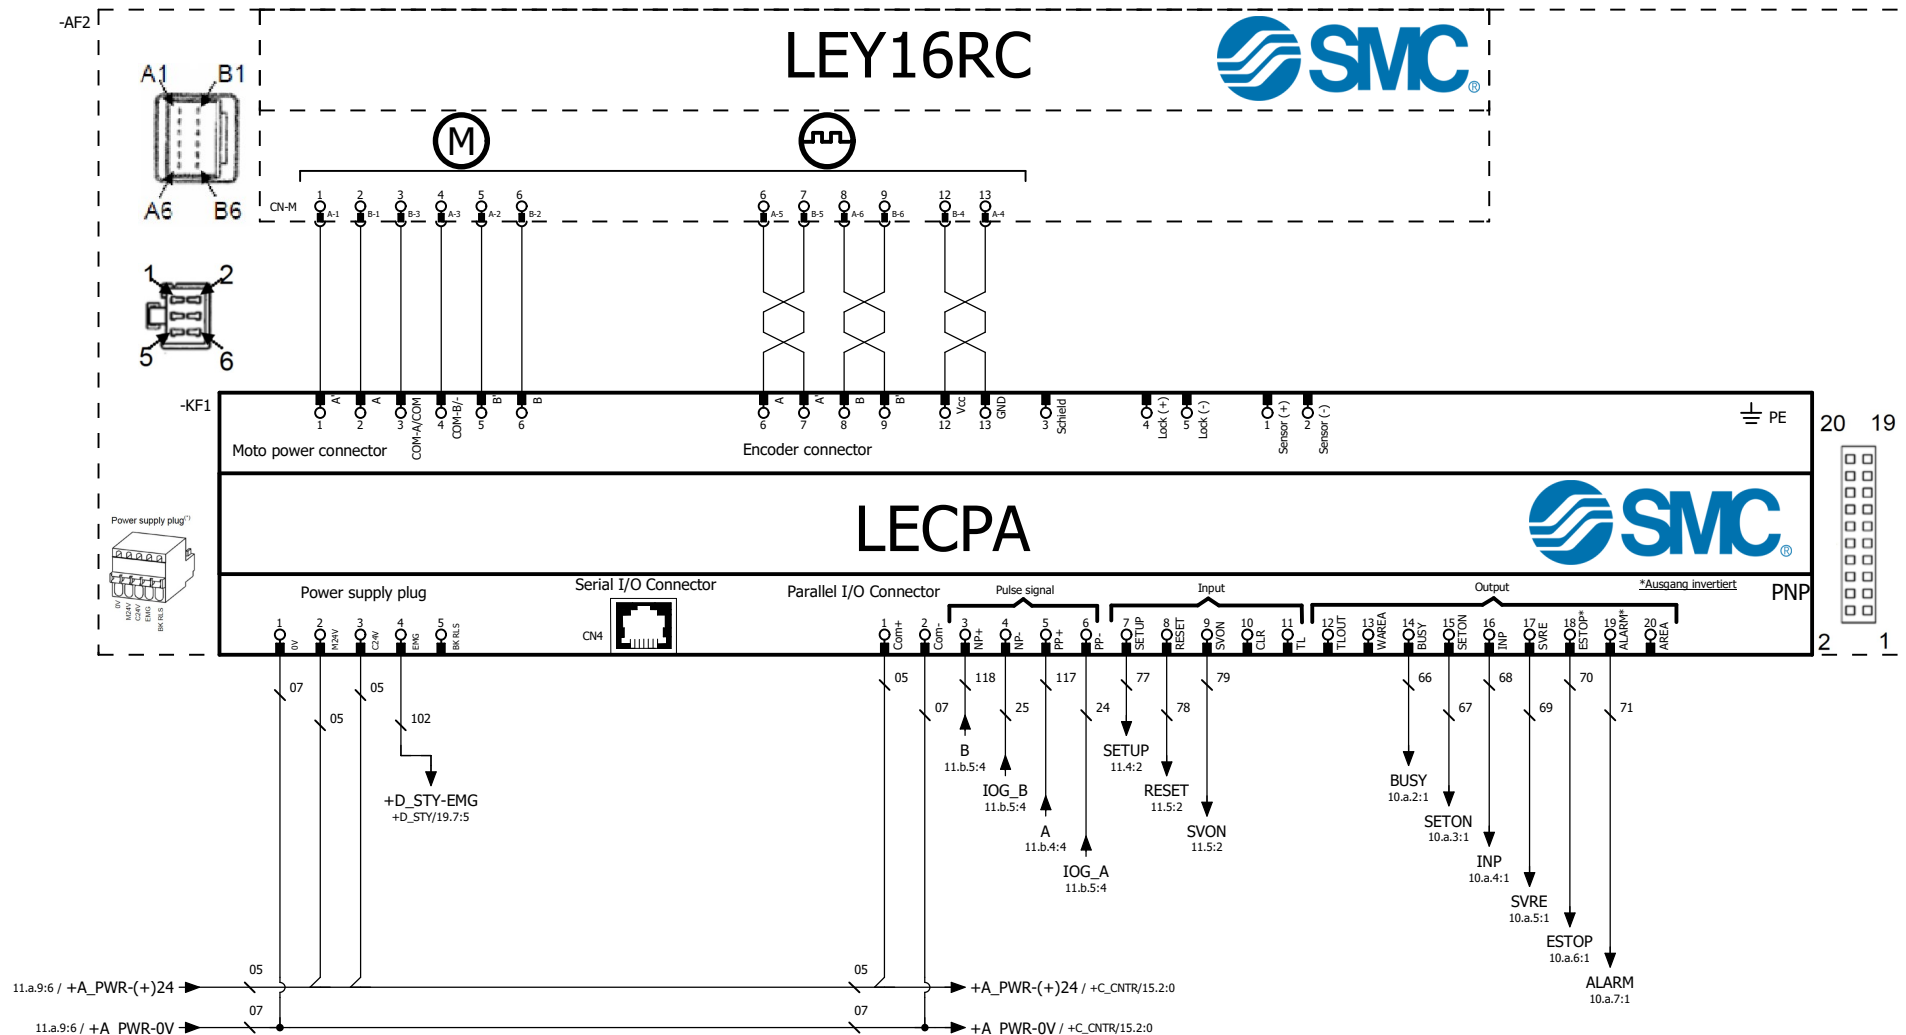 -AF2
LEY16RC
SMC®
A1 B1
A6 B6
M
CN-M
1 2 3 4 5 6 6 7 8 9 12 13
A-1 B-1 B-3 A-3 A-2 B-2 A-5 B-5 A-6 B-6 B-4 A-4
1 2
5 6
-KF1
A' A COM-A/COM COM-B/- B' B A A' B B' Vcc GND Schield Lock (+) Lock (-) Sensor (+) Sensor (-)
1 2 3 4 5 6 6 7 8 9 12 13 3 4 5 1 2
PE
Moto power connector
Encoder connector
20 19
LECPA
SMC®
Power supply plug(*)
0V M24V C24V EMG BK RLS
Power supply plug
Serial I/O Connector
CN4
Parallel I/O Connector
Pulse signal
Input
Output
*Ausgang invertiert
PNP
1 2 3 4 5
0V M24V C24V EMG BK RLS
1 2 3 4 5 6 7 8 9 10 11 12 13 14 15 16 17 18 19 20
Com+ Com- NP+ NP- PP+ PP- SETUP RESET SVON CLR TL TLOUT WAREA BUSY SETON INP SVRE ESTOP* ALARM* AREA
2 1
07 05 05 102
05 07 118 25 117 24 77 78 79 66 67 68 69 70 71
+D_STY-EMG
+D_STY/19.7:5
B
11.b.5:4
IOG_B
11.b.5:4
A
11.b.4:4
IOG_A
11.b.5:4
SETUP
11.4:2
RESET
11.5:2
SVON
11.5:2
BUSY
10.a.2:1
SETON
10.a.3:1
INP
10.a.4:1
SVRE
10.a.5:1
ESTOP
10.a.6:1
ALARM
10.a.7:1
11.a.9:6 / +A_PWR-(+)24 05 05 +A_PWR-(+)24 / +C_CNTR/15.2:0
11.a.9:6 / +A_PWR-0V 07 07 +A_PWR-0V / +C_CNTR/15.2:0